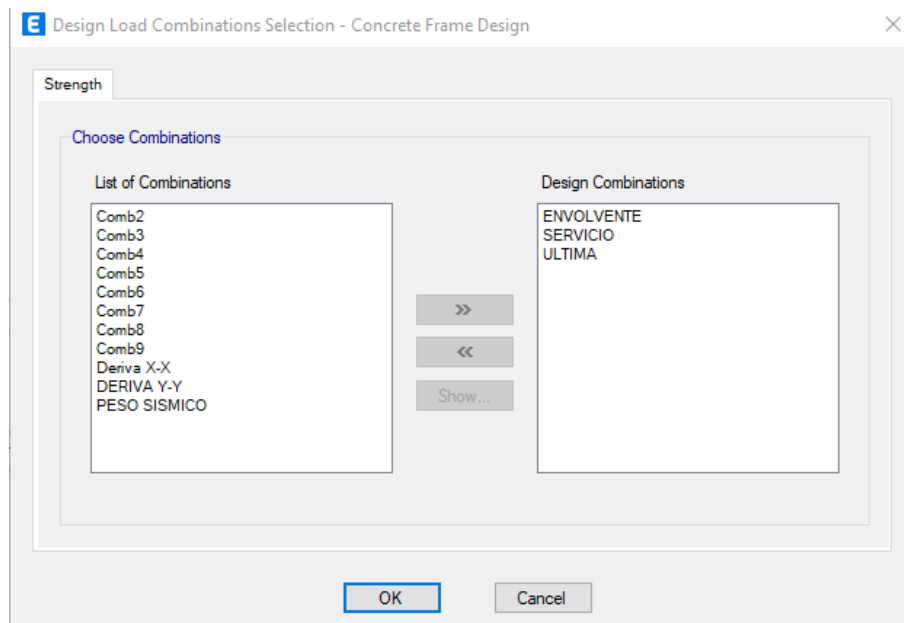 E Design Load Combinations Selection - Concrete Frame Design
Strength
Choose Combinations
List of Combinations
Comb2
Comb3
Comb4
Comb5
Comb6
Comb7
Comb8
Comb9
Deriva X-X
DERIVA Y-Y
PESO SISMICO
>>
<<
Show...
Design Combinations
ENVOLVENTE
SERVICIO
ULTIMA
OK
Cancel